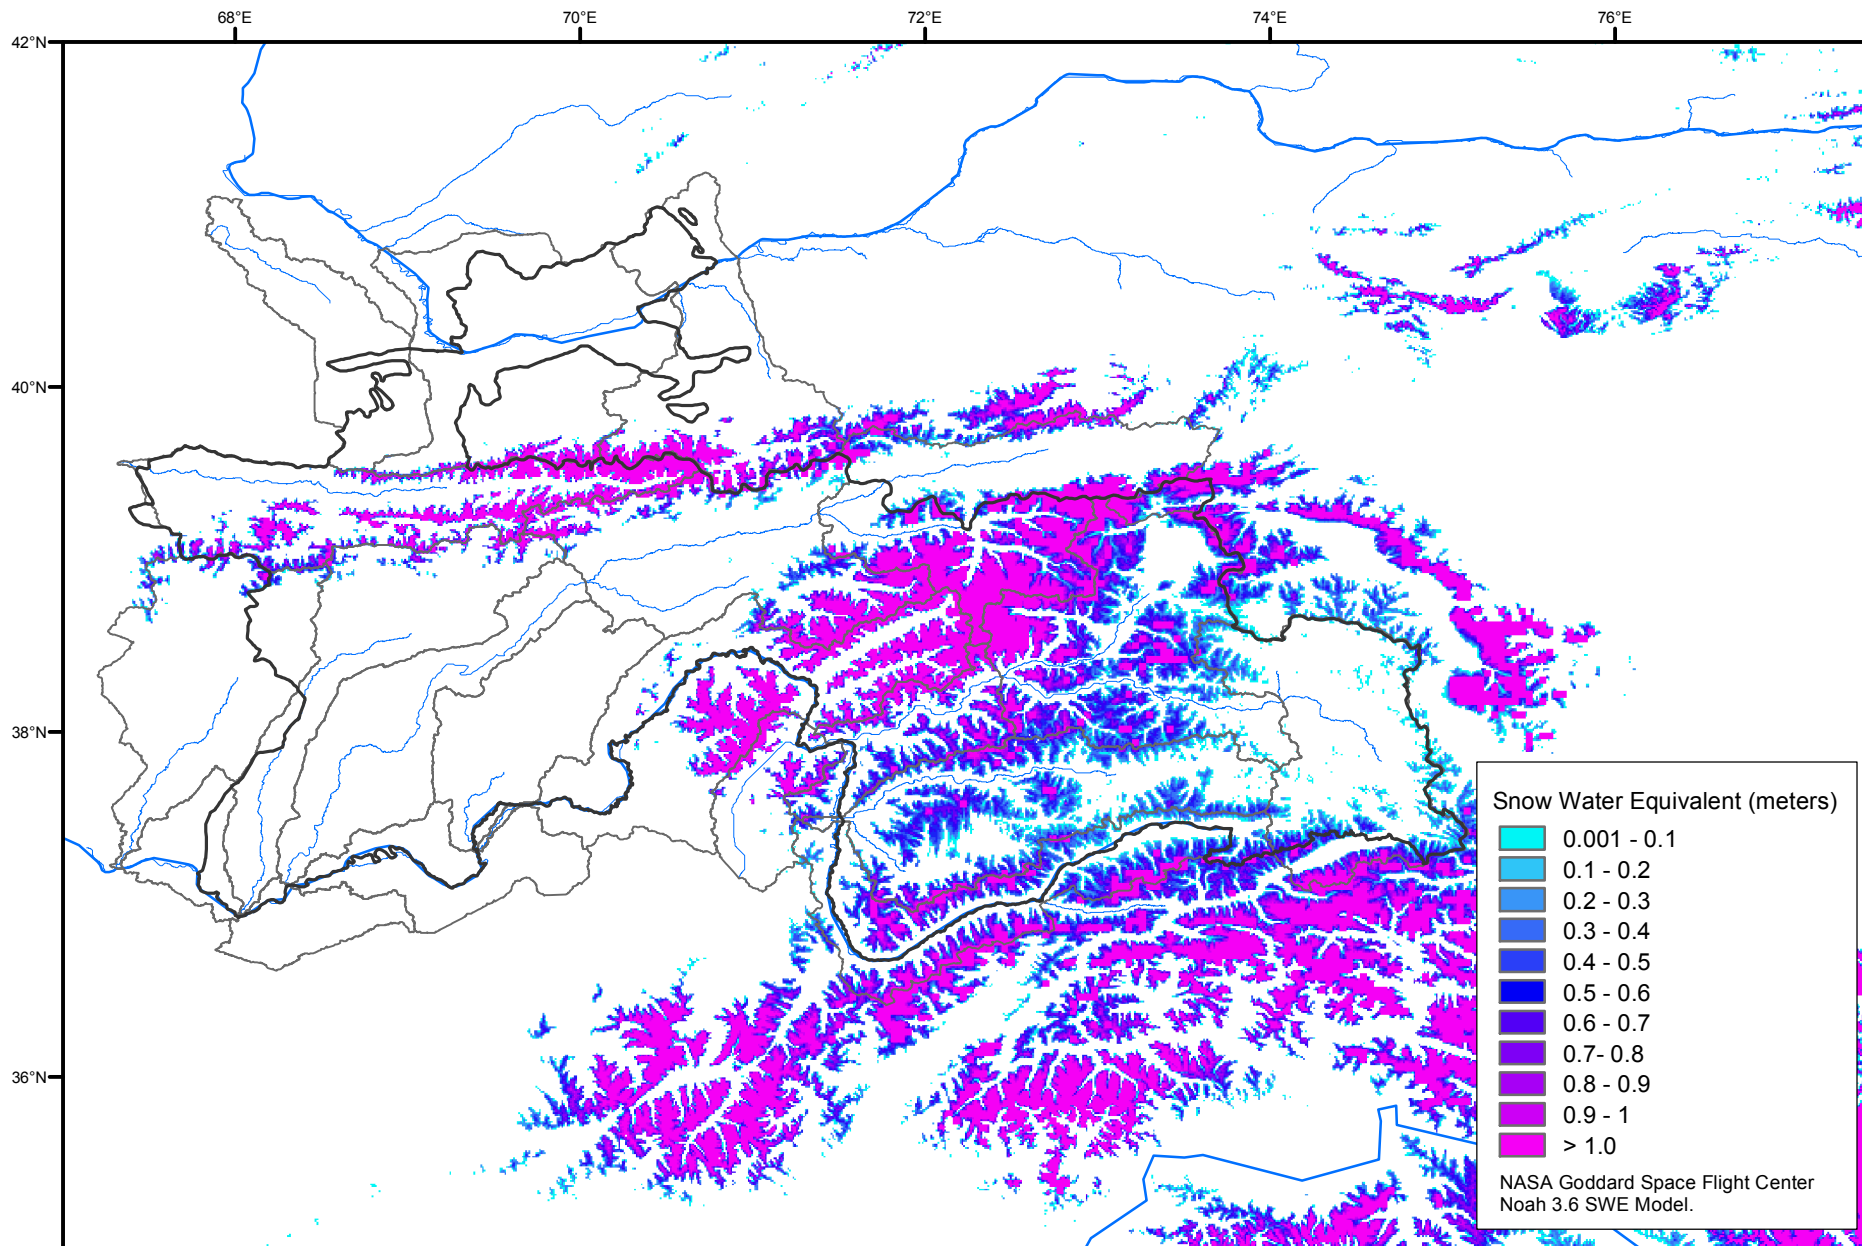 68°E
70°E
72°E
74°E
76°E
42°N
40°N
38°N
36°N
Snow Water Equivalent (meters)
0.001 - 0.1
0.1 - 0.2
0.2 - 0.3
0.3 - 0.4
0.4 - 0.5
0.5 - 0.6
0.6 - 0.7
0.7- 0.8
0.8 - 0.9
0.9 - 1
> 1.0
NASA Goddard Space Flight Center
Noah 3.6 SWE Model.